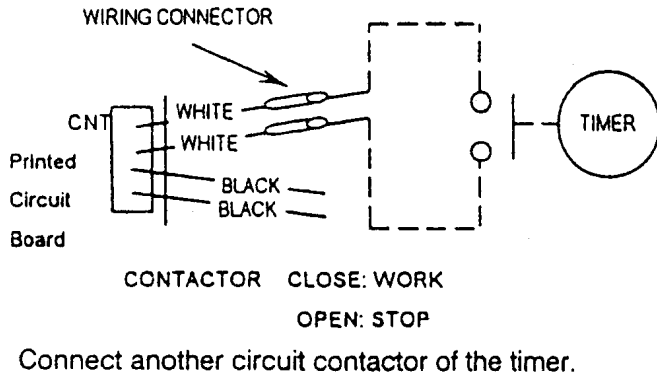 WIRING CONNECTOR
CNT
WHITE
WHITE
TIMER
Printed
Circuit
Board
BLACK
BLACK
CONTACTOR CLOSE: WORK
OPEN: STOP
Connect another circuit contactor of the timer.